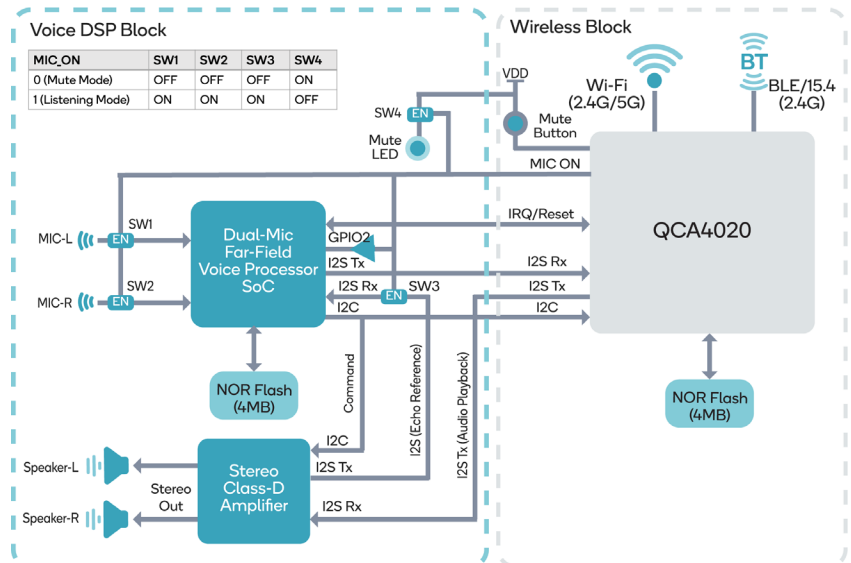 Voice DSP Block
MIC_ON SW1 SW2 SW3 SW4
0 (Mute Mode) OFF OFF OFF ON
1 (Listening Mode) ON ON ON OFF
Wireless Block
VDD
SW4
EN
Mute
LED
Mute
Button
Wi-Fi
(2.4G/5G)
BT
BLE/15.4
(2.4G)
MIC ON
MIC-L
EN
SW1
MIC-R
EN
SW2
Dual-Mic
Far-Field
Voice Processor
SoC
IRQ/Reset
GPIO2
I2S Tx
I2S Rx
I2S Rx
EN
SW3
I2S Tx
I2C
I2C
QCA4020
NOR Flash
(4MB)
NOR Flash
(4MB)
Command
I2S (Echo Reference)
I2S Tx (Audio Playback)
Speaker-L
Stereo
Out
Speaker-R
Stereo
Class-D
Amplifier
I2C
I2S Tx
I2S Rx